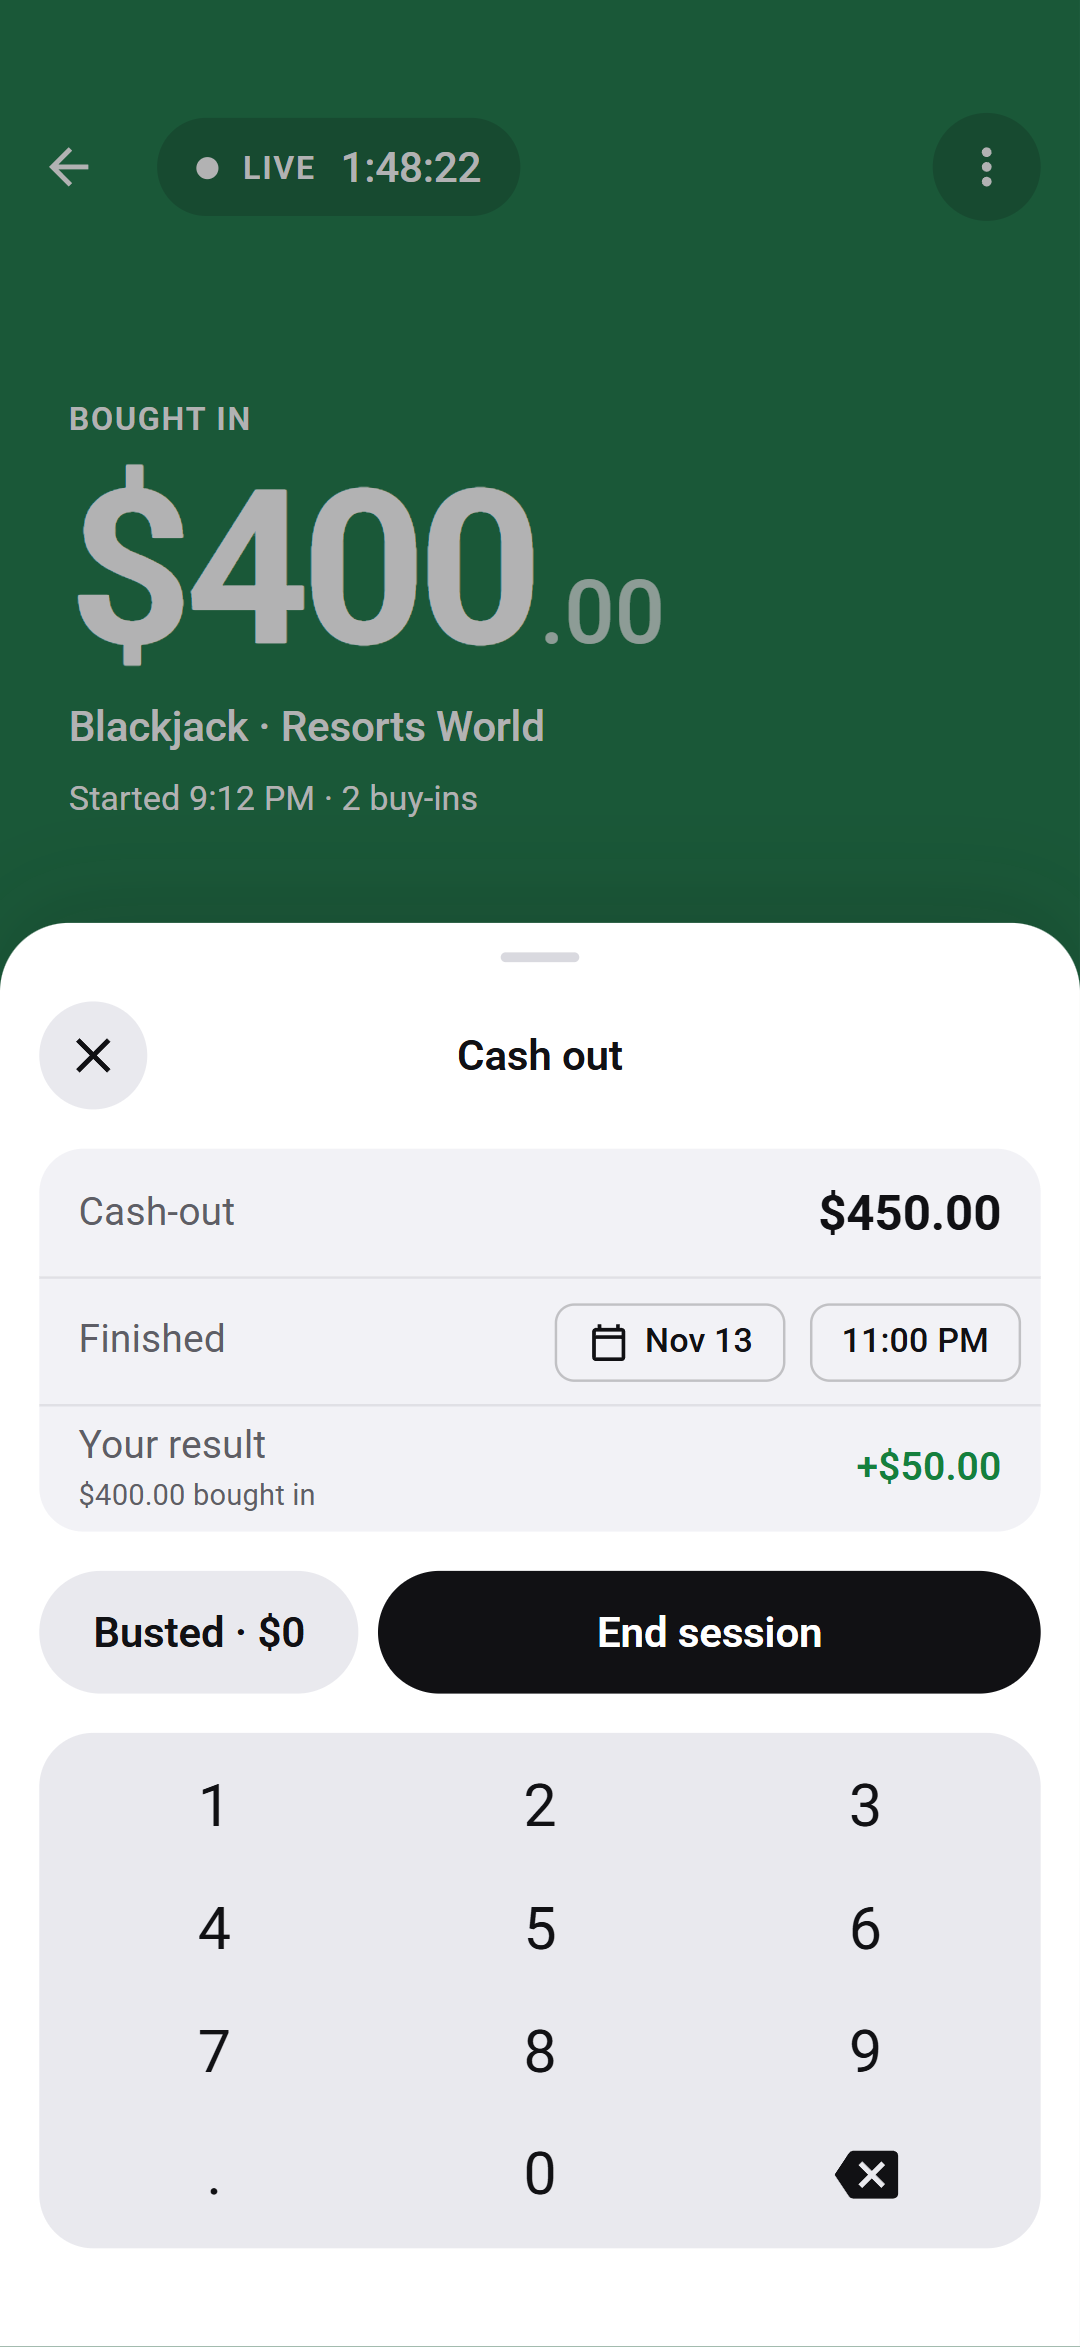 LIVE 1:48:22
BOUGHT IN
$400.00
Blackjack · Resorts World
Started 9:12 PM · 2 buy-ins
Cash out
Cash-out $450.00
Finished Nov 13 11:00 PM
Your result
$400.00 bought in
+$50.00
Busted · $0 End session
1 2 3
4 5 6
7 8 9
. 0